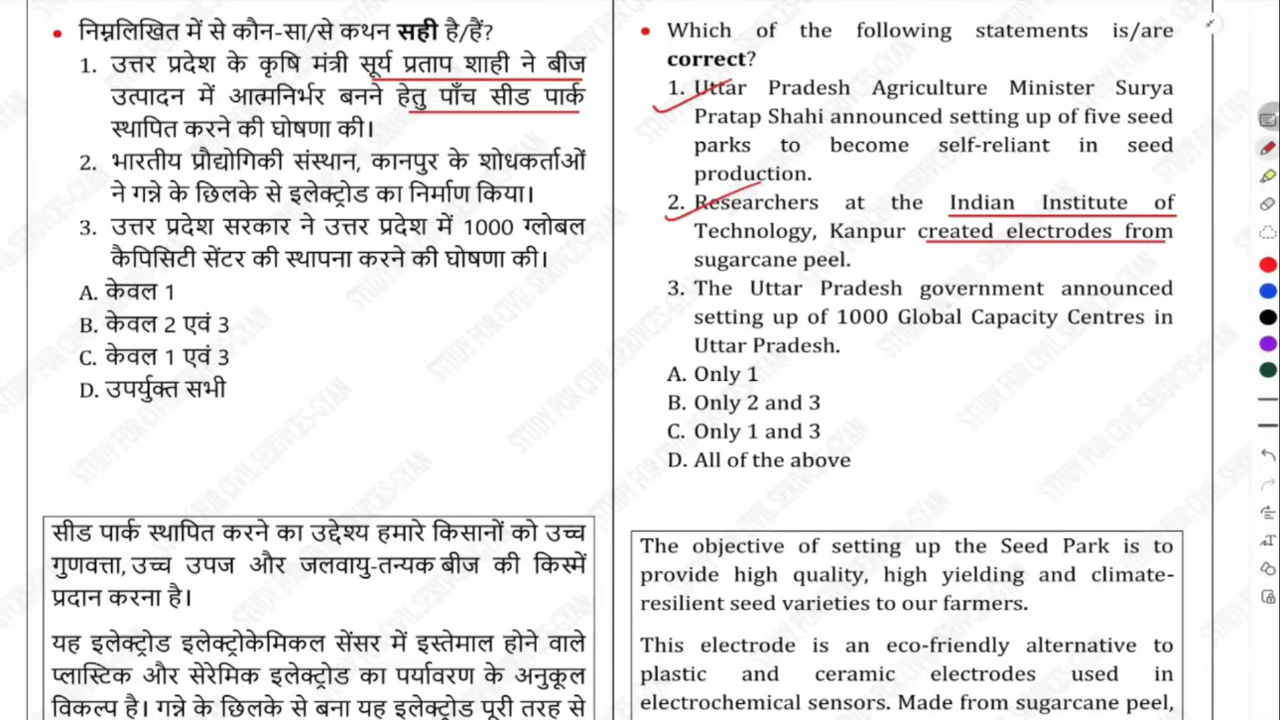 • निम्नलिखित में से कौन-सा/से कथन सही है/हैं?
1. उत्तर प्रदेश के कृषि मंत्री सूर्य प्रताप शाही ने बीज
उत्पादन में आत्मनिर्भर बनने हेतु पाँच सीड पार्क
स्थापित करने की घोषणा की।
2. भारतीय प्रौद्योगिकी संस्थान, कानपुर के शोधकर्ताओं
ने गन्ने के छिलके से इलेक्ट्रोड का निर्माण किया।
3. उत्तर प्रदेश सरकार ने उत्तर प्रदेश में 1000 ग्लोबल
कैपिसिटी सेंटर की स्थापना करने की घोषणा की।
A. केवल 1
B. केवल 2 एवं 3
C. केवल 1 एवं 3
D. उपर्युक्त सभी
सीड पार्क स्थापित करने का उद्देश्य हमारे किसानों को उच्च
गुणवत्ता, उच्च उपज और जलवायु-तन्यक बीज की किस्में
प्रदान करना है।
यह इलेक्ट्रोड इलेक्ट्रोकेमिकल सेंसर में इस्तेमाल होने वाले
प्लास्टिक और सेरेमिक इलेक्ट्रोड का पर्यावरण के अनुकूल
विकल्प है। गन्ने के छिलके से बना यह इलेक्ट्रोड पूरी तरह से
• Which of the following statements is/are
correct?
1. Uttar Pradesh Agriculture Minister Surya
Pratap Shahi announced setting up of five seed
parks to become self-reliant in seed
production.
2. Researchers at the Indian Institute of
Technology, Kanpur created electrodes from
sugarcane peel.
3. The Uttar Pradesh government announced
setting up of 1000 Global Capacity Centres in
Uttar Pradesh.
A. Only 1
B. Only 2 and 3
C. Only 1 and 3
D. All of the above
The objective of setting up the Seed Park is to
provide high quality, high yielding and climate-
resilient seed varieties to our farmers.
This electrode is an eco-friendly alternative to
plastic and ceramic electrodes used in
electrochemical sensors. Made from sugarcane peel,
STUDY FOR CIVIL SERVICES-GYAN